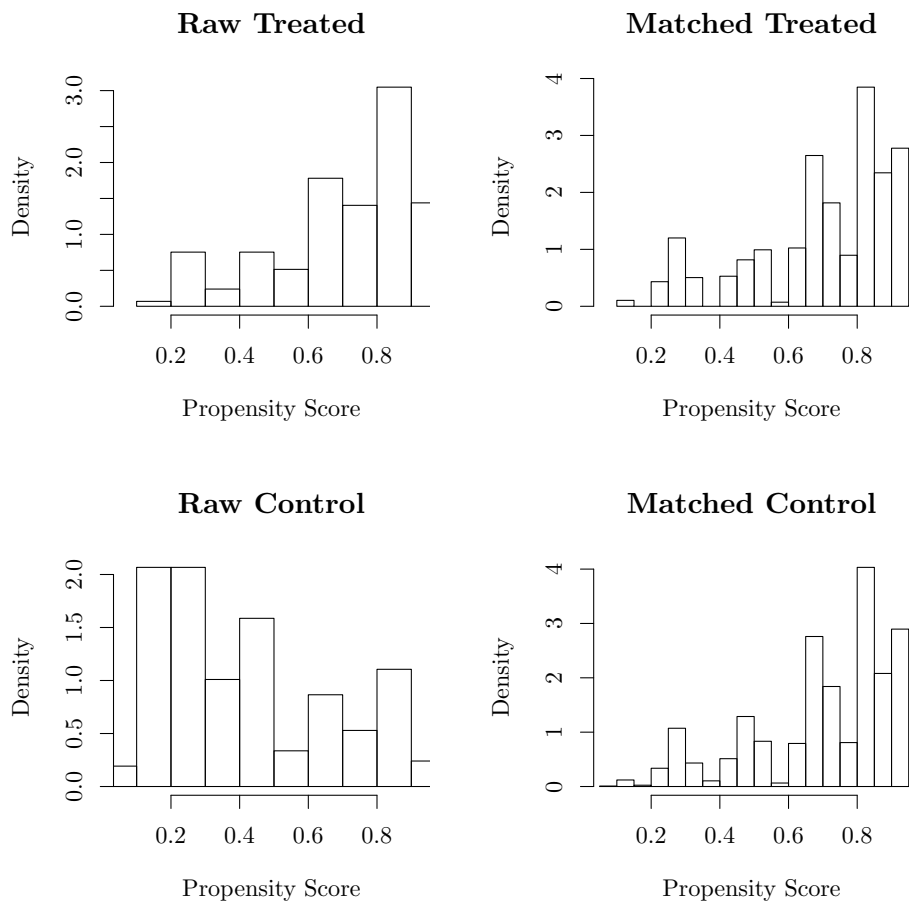 Raw Treated
Density
0.0 1.0 2.0 3.0
0.2 0.4 0.6 0.8
Propensity Score
Matched Treated
Density
0 1 2 3 4
0.2 0.4 0.6 0.8
Propensity Score
Raw Control
Density
0.0 0.5 1.0 1.5 2.0
0.2 0.4 0.6 0.8
Propensity Score
Matched Control
Density
0 1 2 3 4
0.2 0.4 0.6 0.8
Propensity Score